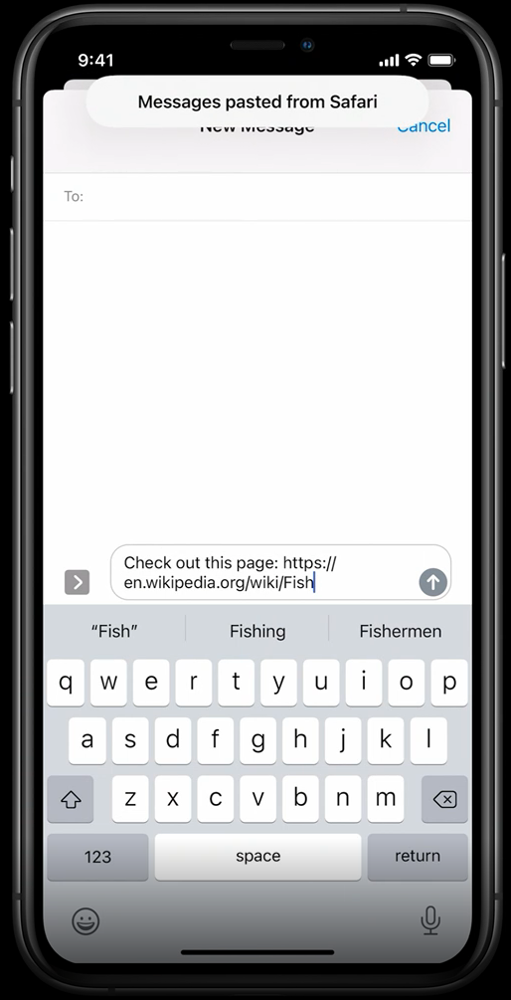 9:41
Messages pasted from Safari
New Message
Cancel
To:
Check out this page: https://
en.wikipedia.org/wiki/Fish
“Fish” Fishing Fishermen
q w e r t y u i o p
a s d f g h j k l
z x c v b n m
123 space return